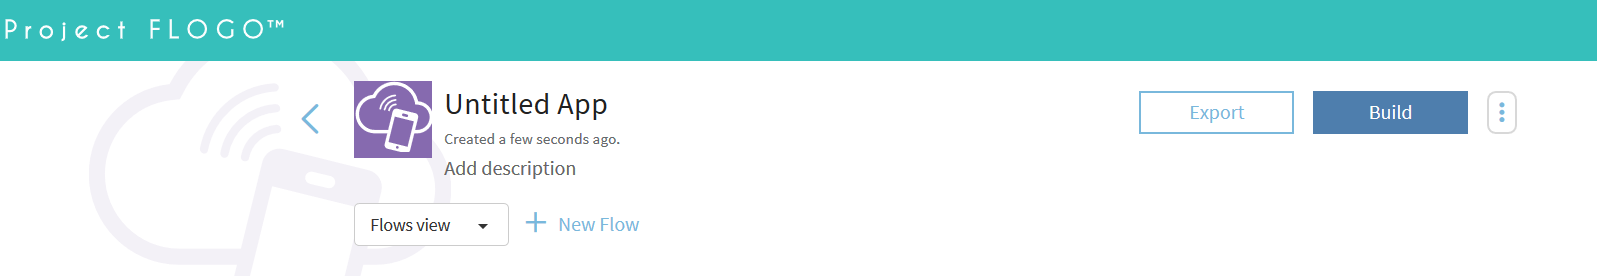 Project FLOGO™
Untitled App
Export
Build
Created a few seconds ago.
Add description
Flows view
New Flow